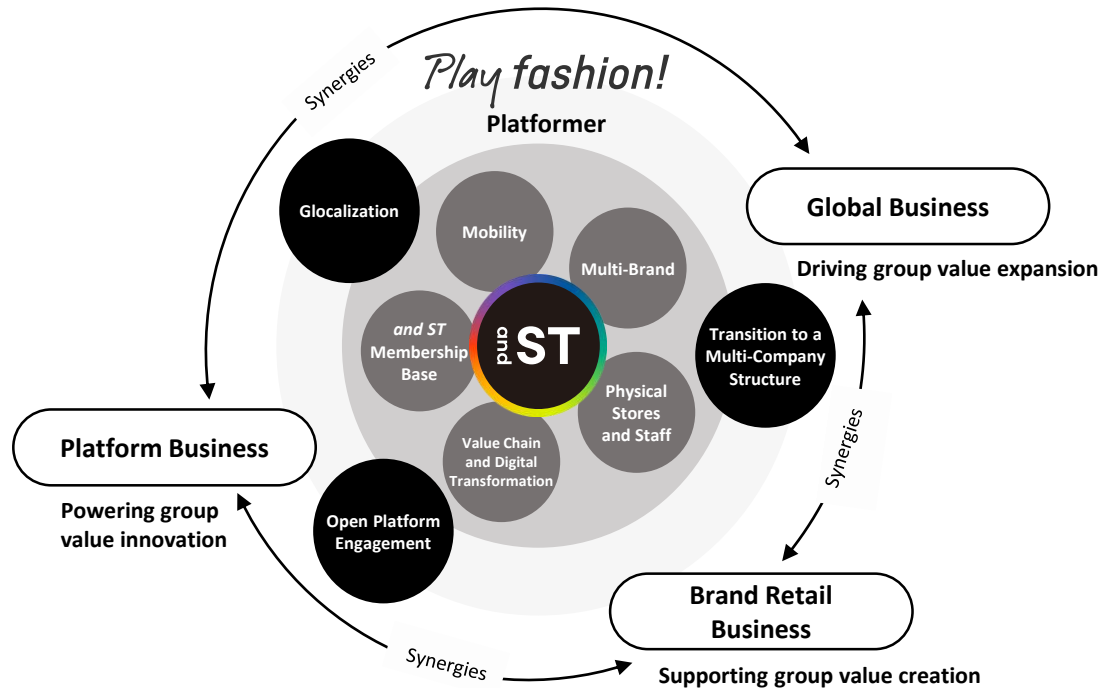 Synergies
Play fashion!
Platformer
Glocalization
Mobility
Multi-Brand
Global Business
Driving group value expansion
and ST
Membership
Base
and ST
Transition to a
Multi-Company
Structure
Physical
Stores
and Staff
Synergies
Platform Business
Powering group
value innovation
Value Chain
and Digital
Transformation
Open Platform
Engagement
Brand Retail
Business
Supporting group value creation
Synergies